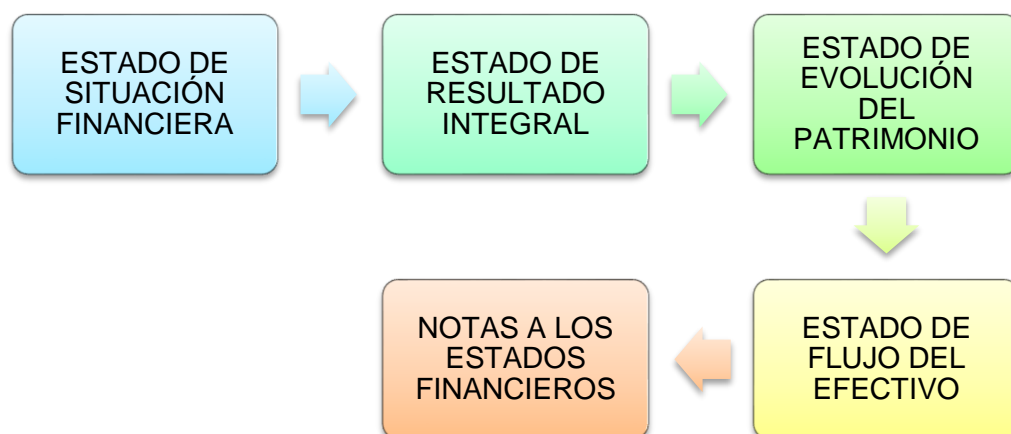 ESTADO DE
SITUACIÓN
FINANCIERA
ESTADO DE
RESULTADO
INTEGRAL
ESTADO DE
EVOLUCIÓN
DEL
PATRIMONIO
ESTADO DE
FLUJO DEL
EFECTIVO
NOTAS A LOS
ESTADOS
FINANCIEROS